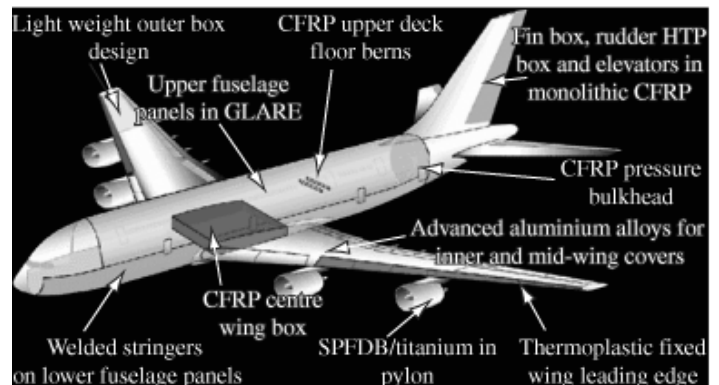 Light weight outer box
design
CFRP upper deck
floor berns
Fin box, rudder HTP
box and elevators in
monolithic CFRP
Upper fuselage
panels in GLARE
CFRP pressure
bulkhead
Advanced aluminium alloys for
inner and mid-wing covers
CFRP centre
wing box
Welded stringers
on lower fuselage panels
SPFDB/titanium in
pylon
Thermoplastic fixed
wing leading edge